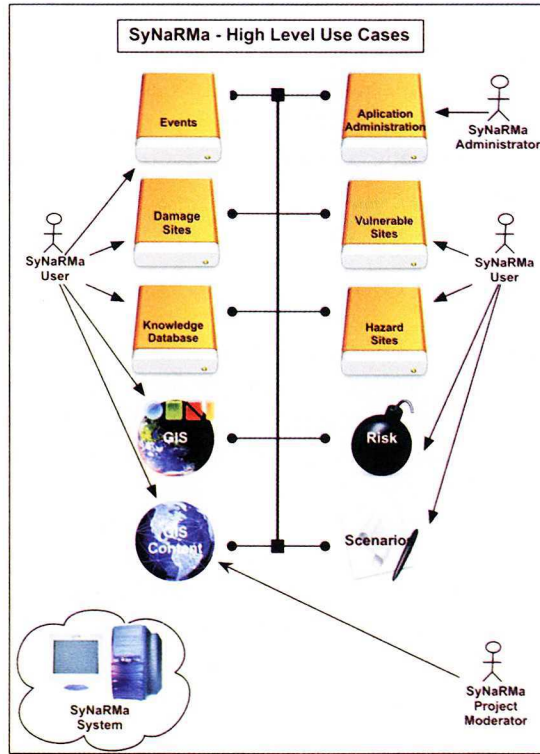 SyNaRMa - High Level Use Cases
Events
Aplication
Administration
SyNaRMa
Administrator
Damage
Sites
Vulnerable
Sites
SyNaRMa
User
SyNaRMa
User
Knowledge
Database
Hazard
Sites
GIS
Risk
GIS
Content
Scenarios
SyNaRMa
System
SyNaRMa
Project
Moderator